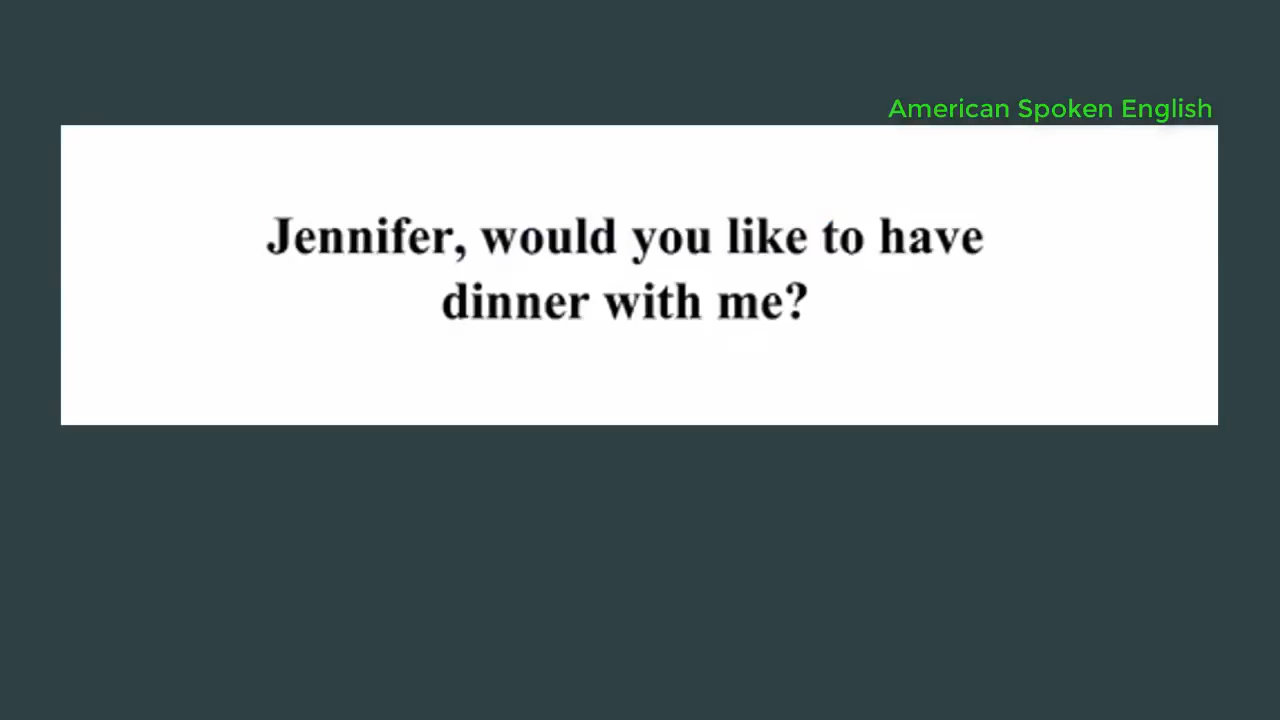 American Spoken English
Jennifer, would you like to have
dinner with me?